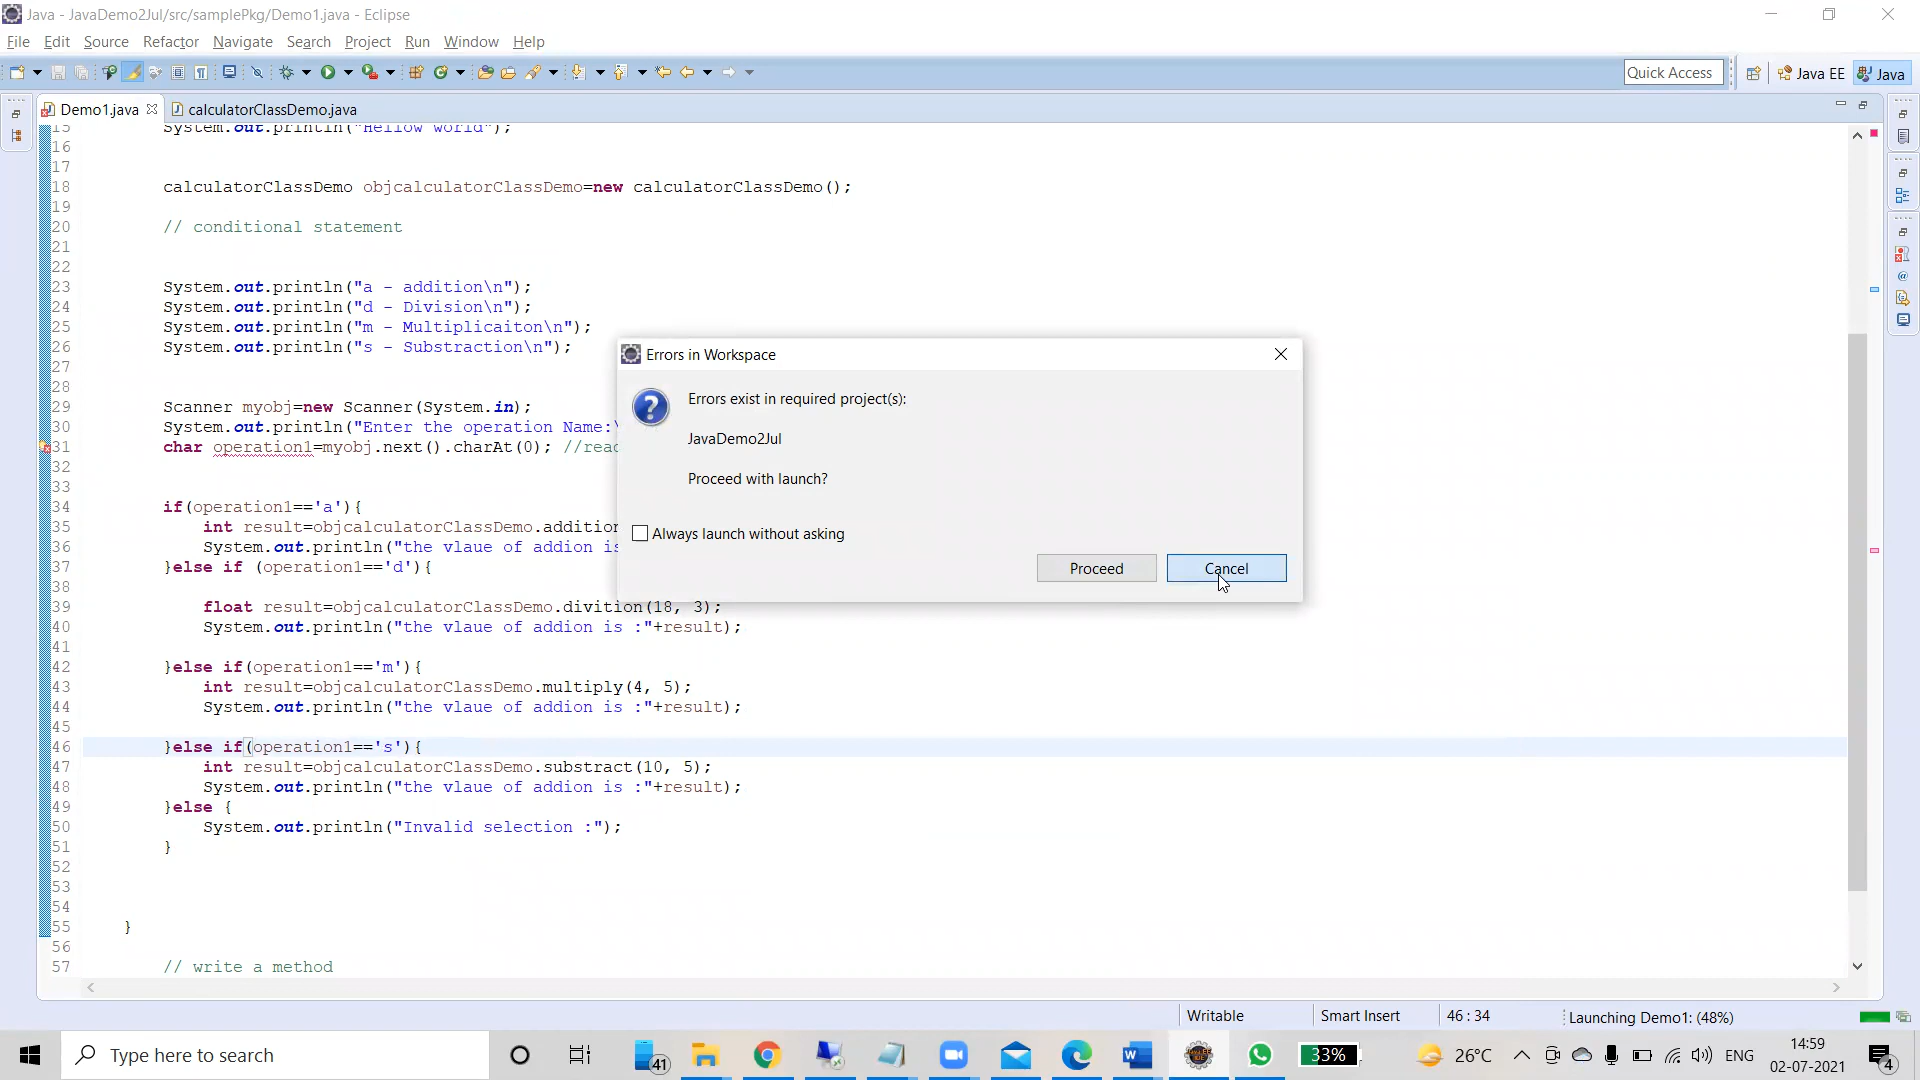 Java - JavaDemo2Jul/src/samplePkg/Demo1.java - Eclipse
File Edit Source Refactor Navigate Search Project Run Window Help
Quick Access Java EE Java
Demo1.java calculatorClassDemo.java
15 System.out.println("Hellow world");
16
17
18 calculatorClassDemo objcalculatorClassDemo=new calculatorClassDemo();
19
20 // conditional statement
21
22
23 System.out.println("a - addition\n");
24 System.out.println("d - Division\n");
25 System.out.println("m - Multiplicaiton\n");
26 System.out.println("s - Substraction\n");
27
28
29 Scanner myobj=new Scanner(System.in);
30 System.out.println("Enter the operation Name:\
31 char operation1=myobj.next().charAt(0); //read
32
33
34 if(operation1=='a'){
35 int result=objcalculatorClassDemo.addition
36 System.out.println("the vlaue of addion is
37 }else if (operation1=='d'){
38
39 float result=objcalculatorClassDemo.divition(18, 3);
40 System.out.println("the vlaue of addion is :"+result);
41
42 }else if(operation1=='m'){
43 int result=objcalculatorClassDemo.multiply(4, 5);
44 System.out.println("the vlaue of addion is :"+result);
45
46 }else if(operation1=='s'){
47 int result=objcalculatorClassDemo.substract(10, 5);
48 System.out.println("the vlaue of addion is :"+result);
49 }else {
50 System.out.println("Invalid selection :");
51 }
52
53
54
55 }
56
57 // write a method
Errors in Workspace
Errors exist in required project(s):
JavaDemo2Jul
Proceed with launch?
Always launch without asking
Proceed Cancel
Writable Smart Insert 46 : 34 Launching Demo1: (48%)
Type here to search 41 33% 26°C ENG 14:59
02-07-2021 4